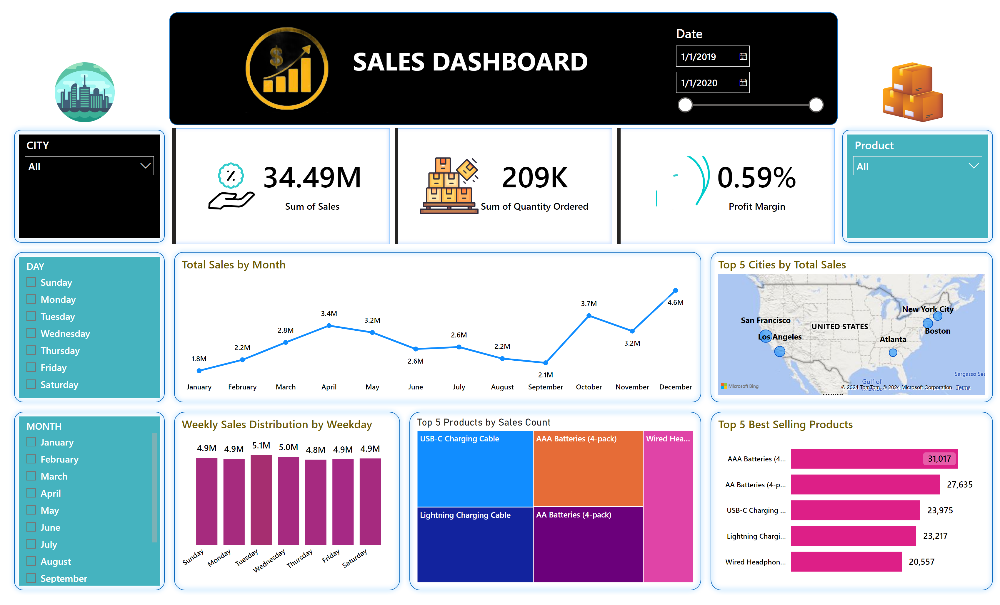 SALES DASHBOARD
$
Date
1/1/2019
1/1/2020
CITY
All
34.49M
Sum of Sales
209K
Sum of Quantity Ordered
0.59%
Profit Margin
Product
All
DAY
Sunday
Monday
Tuesday
Wednesday
Thursday
Friday
Saturday
Total Sales by Month
1.8M
2.2M
2.8M
3.4M
3.2M
2.6M
2.6M
2.2M
2.1M
3.7M
3.2M
4.6M
January February March April May June July August September October November December
Top 5 Cities by Total Sales
New York City
San Francisco
UNITED STATES
Boston
Los Angeles
Atlanta
Sargasso Sea
Gulf of
Mexico
Microsoft Bing
© 2024 TomTom, © 2024 Microsoft Corporation Terms
MEXICO
MONTH
January
February
March
April
May
June
July
August
September
Weekly Sales Distribution by Weekday
4.9M 4.9M 5.1M 5.0M 4.8M 4.9M 4.9M
Sunday Monday Tuesday Wednesday Thursday Friday Saturday
Top 5 Products by Sales Count
USB-C Charging Cable
AAA Batteries (4-pack)
Wired Hea...
Lightning Charging Cable
AA Batteries (4-pack)
Top 5 Best Selling Products
AAA Batteries (4... 31,017
AA Batteries (4-p... 27,635
USB-C Charging ... 23,975
Lightning Chargi... 23,217
Wired Headphon... 20,557